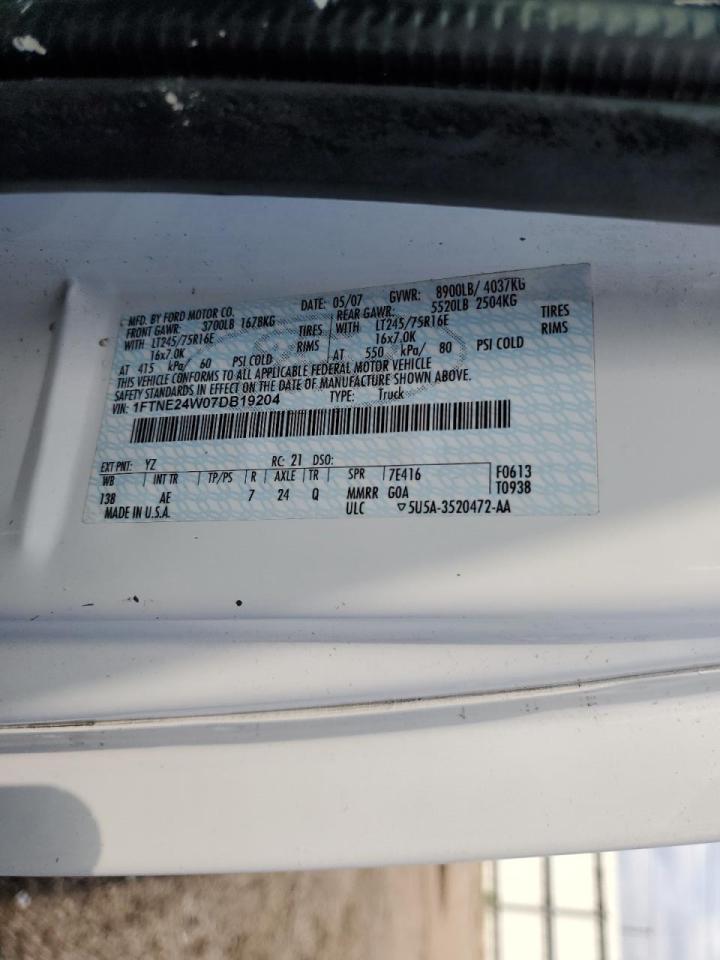 MFD. BY FORD MOTOR CO. DATE: 05/07 GVWR: 8900LB/ 4037KG
FRONT GAWR: 3700LB 1678KG REAR GAWR: 5520LB 2504KG
WITH LT245/75R16E TIRES WITH LT245/75R16E TIRES
16x7.0K RIMS 16x7.0K RIMS
AT 415 kPa/ 60 PSI COLD AT 550 kPa/ 80 PSI COLD
THIS VEHICLE CONFORMS TO ALL APPLICABLE FEDERAL MOTOR VEHICLE
SAFETY STANDARDS IN EFFECT ON THE DATE OF MANUFACTURE SHOWN ABOVE.
VIN: 1FTNE24W07DB19204 TYPE: Truck
EXT PNT: YZ RC: 21 DSO:
WB INT TR TP/PS R AXLE TR SPR 7E416 F0613
138 AE 7 24 Q MMRR GOA T0938
MADE IN U.S.A. ULC ▽5U5A-3520472-AA